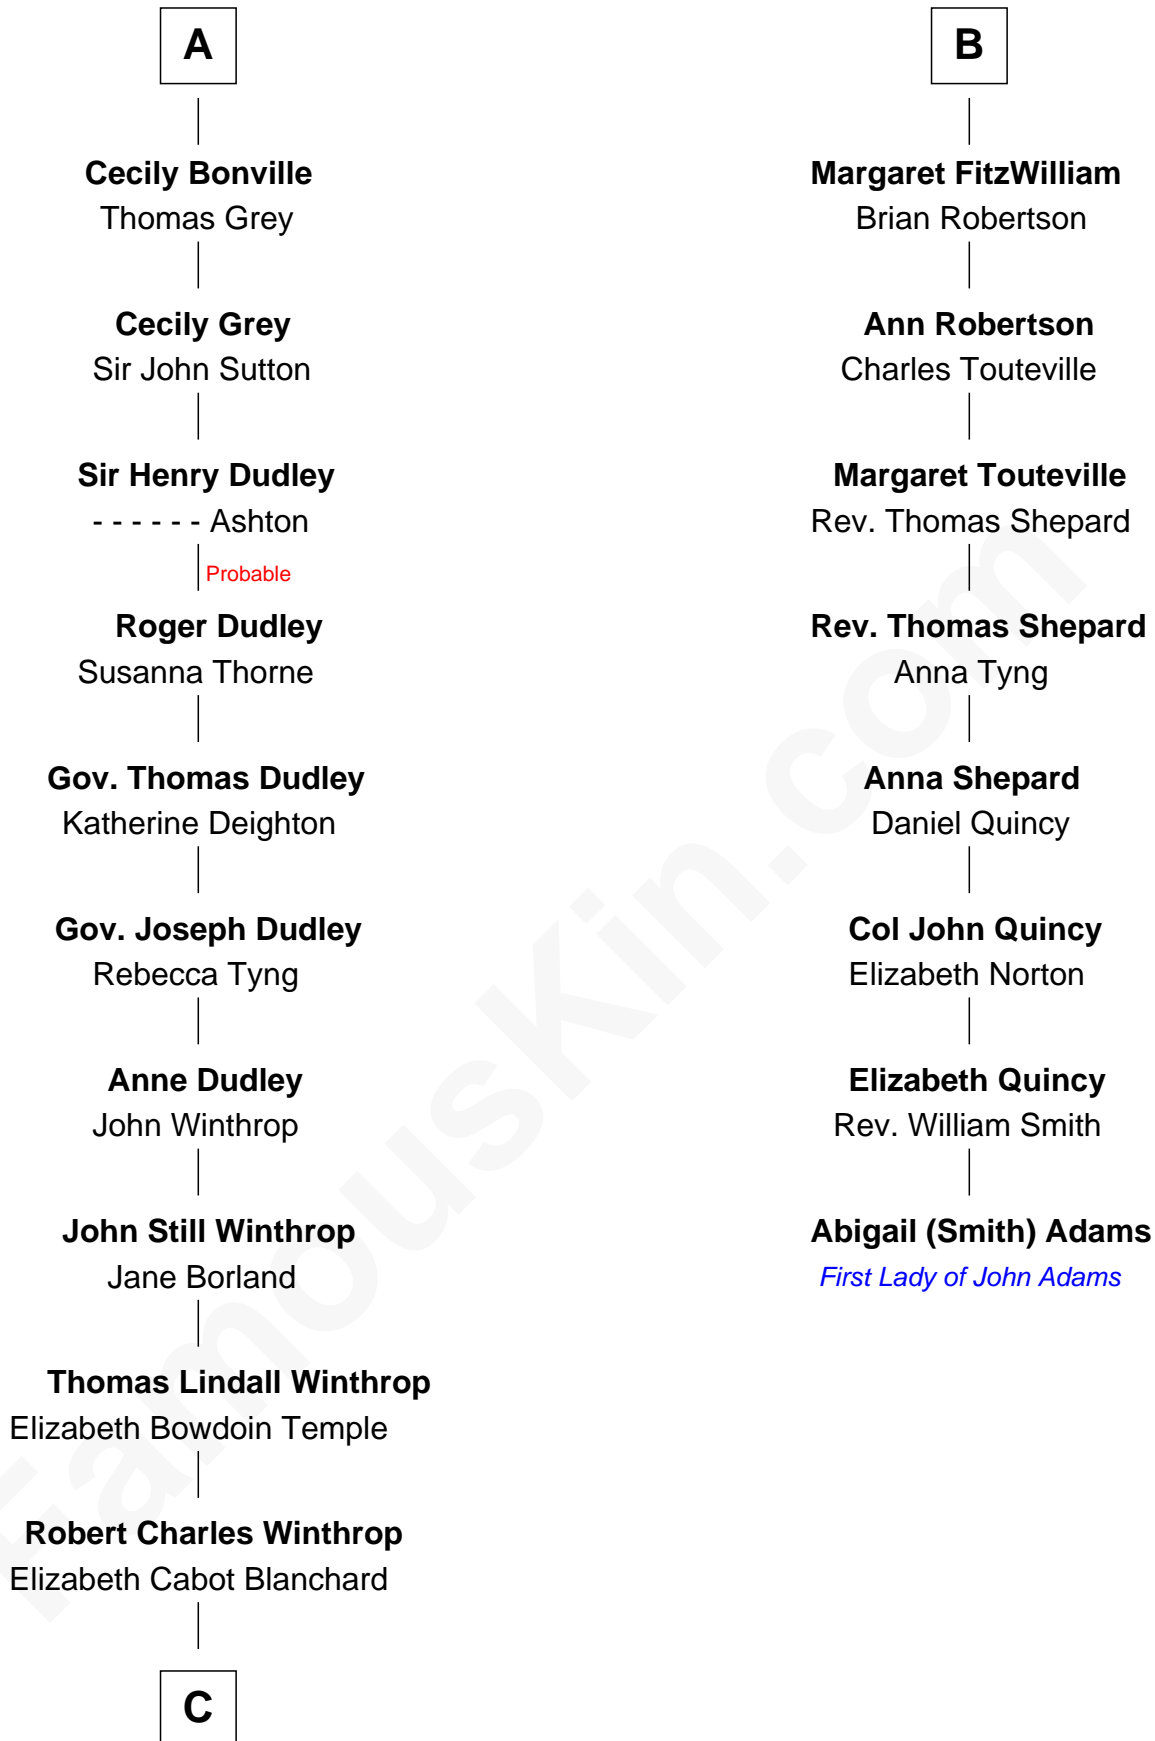 A
Cecily Bonville
Thomas Grey
Cecily Grey
Sir John Sutton
Sir Henry Dudley
- - - - - - Ashton
Probable
Roger Dudley
Susanna Thorne
Gov. Thomas Dudley
Katherine Deighton
Gov. Joseph Dudley
Rebecca Tyng
Anne Dudley
John Winthrop
John Still Winthrop
Jane Borland
Thomas Lindall Winthrop
Elizabeth Bowdoin Temple
Robert Charles Winthrop
Elizabeth Cabot Blanchard
C
B
Margaret FitzWilliam
Brian Robertson
Ann Robertson
Charles Touteville
Margaret Touteville
Rev. Thomas Shepard
Rev. Thomas Shepard
Anna Tyng
Anna Shepard
Daniel Quincy
Col John Quincy
Elizabeth Norton
Elizabeth Quincy
Rev. William Smith
Abigail (Smith) Adams
First Lady of John Adams
FamousKin.com